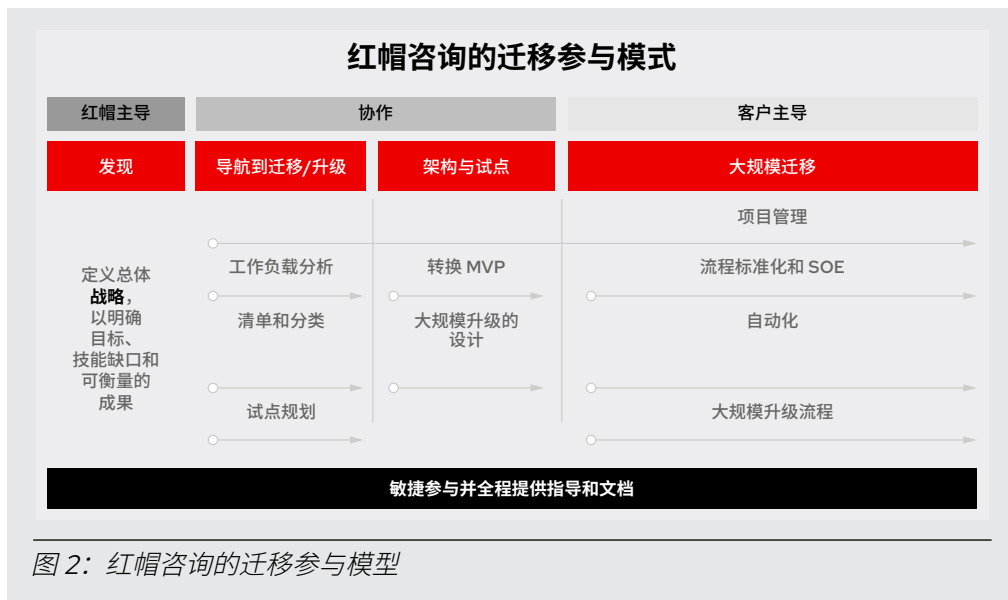 红帽咨询的迁移参与模式
红帽主导
协作
客户主导
发现
导航到迁移/升级
架构与试点
大规模迁移
定义总体
战略，
以明确
目标、
技能缺口和
可衡量的
成果
项目管理
工作负载分析
转换 MVP
流程标准化和 SOE
清单和分类
大规模升级的
设计
自动化
试点规划
大规模升级流程
敏捷参与并全程提供指导和文档
图 2：红帽咨询的迁移参与模型